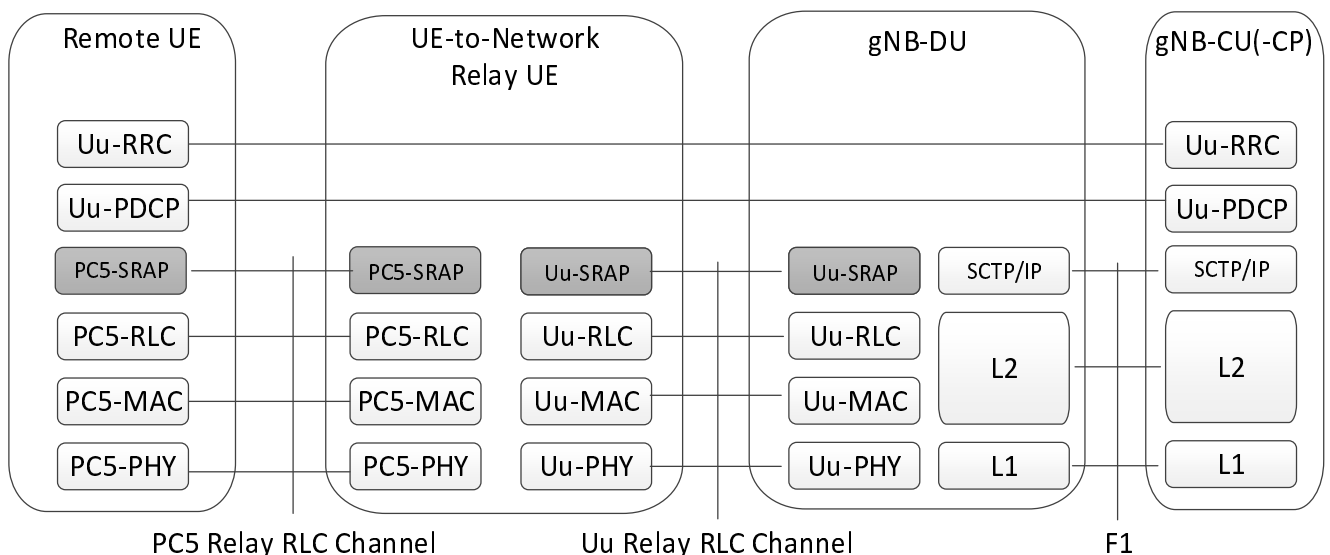 Remote UE
UE-to-Network
Relay UE
gNB-DU
gNB-CU(-CP)
Uu-RRC
Uu-RRC
Uu-PDCP
Uu-PDCP
PC5-SRAP
PC5-SRAP
Uu-SRAP
Uu-SRAP
SCTP/IP
SCTP/IP
PC5-RLC
PC5-RLC
Uu-RLC
Uu-RLC
L2
L2
PC5-MAC
PC5-MAC
Uu-MAC
Uu-MAC
PC5-PHY
PC5-PHY
Uu-PHY
Uu-PHY
L1
L1
PC5 Relay RLC Channel
Uu Relay RLC Channel
F1